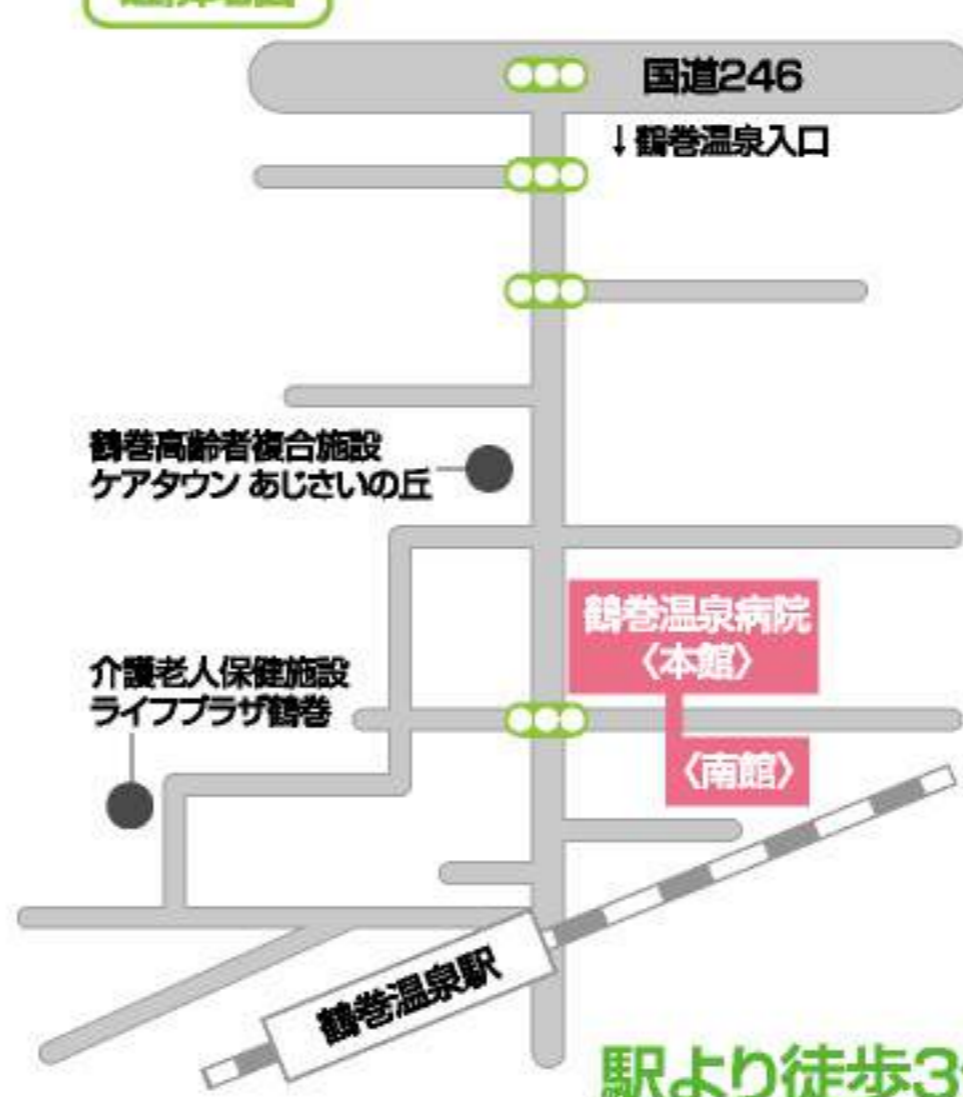 国道246
↓鶴巻温泉入口
鶴巻高齢者複合施設
ケアタウン あじさいの丘
鶴巻温泉病院
〈本館〉
介護老人保健施設
ライフプラザ鶴巻
〈南館〉
鶴巻温泉駅
駅より徒歩3